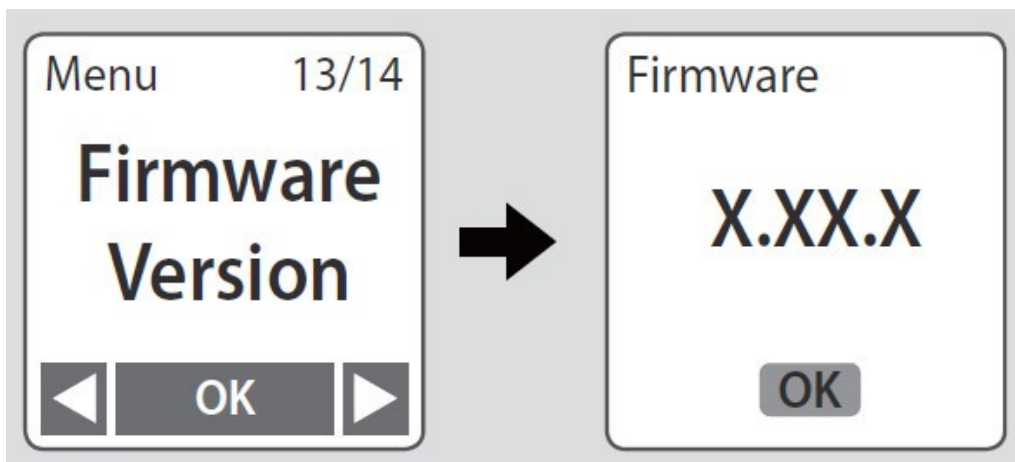 Menu 13/14
Firmware
Version
OK
Firmware
X.XX.X
OK